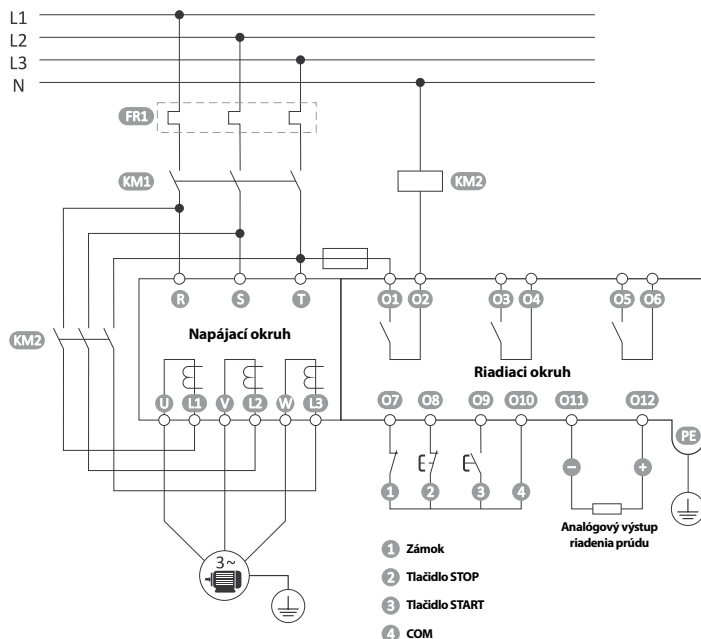 L1
L2
L3
N
FR1
KM1
KM2
R
S
T
O1
O2
O3
O4
O5
O6
KM2
Napájací okruh
Riadiaci okruh
U
L1
V
L2
W
L3
O7
O8
O9
O10
O11
O12
PE
1
2
3
4
–
+
Analógový výstup
riadenia prúdu
3~
1 Zámok
2 Tlačidlo STOP
3 Tlačidlo START
4 COM